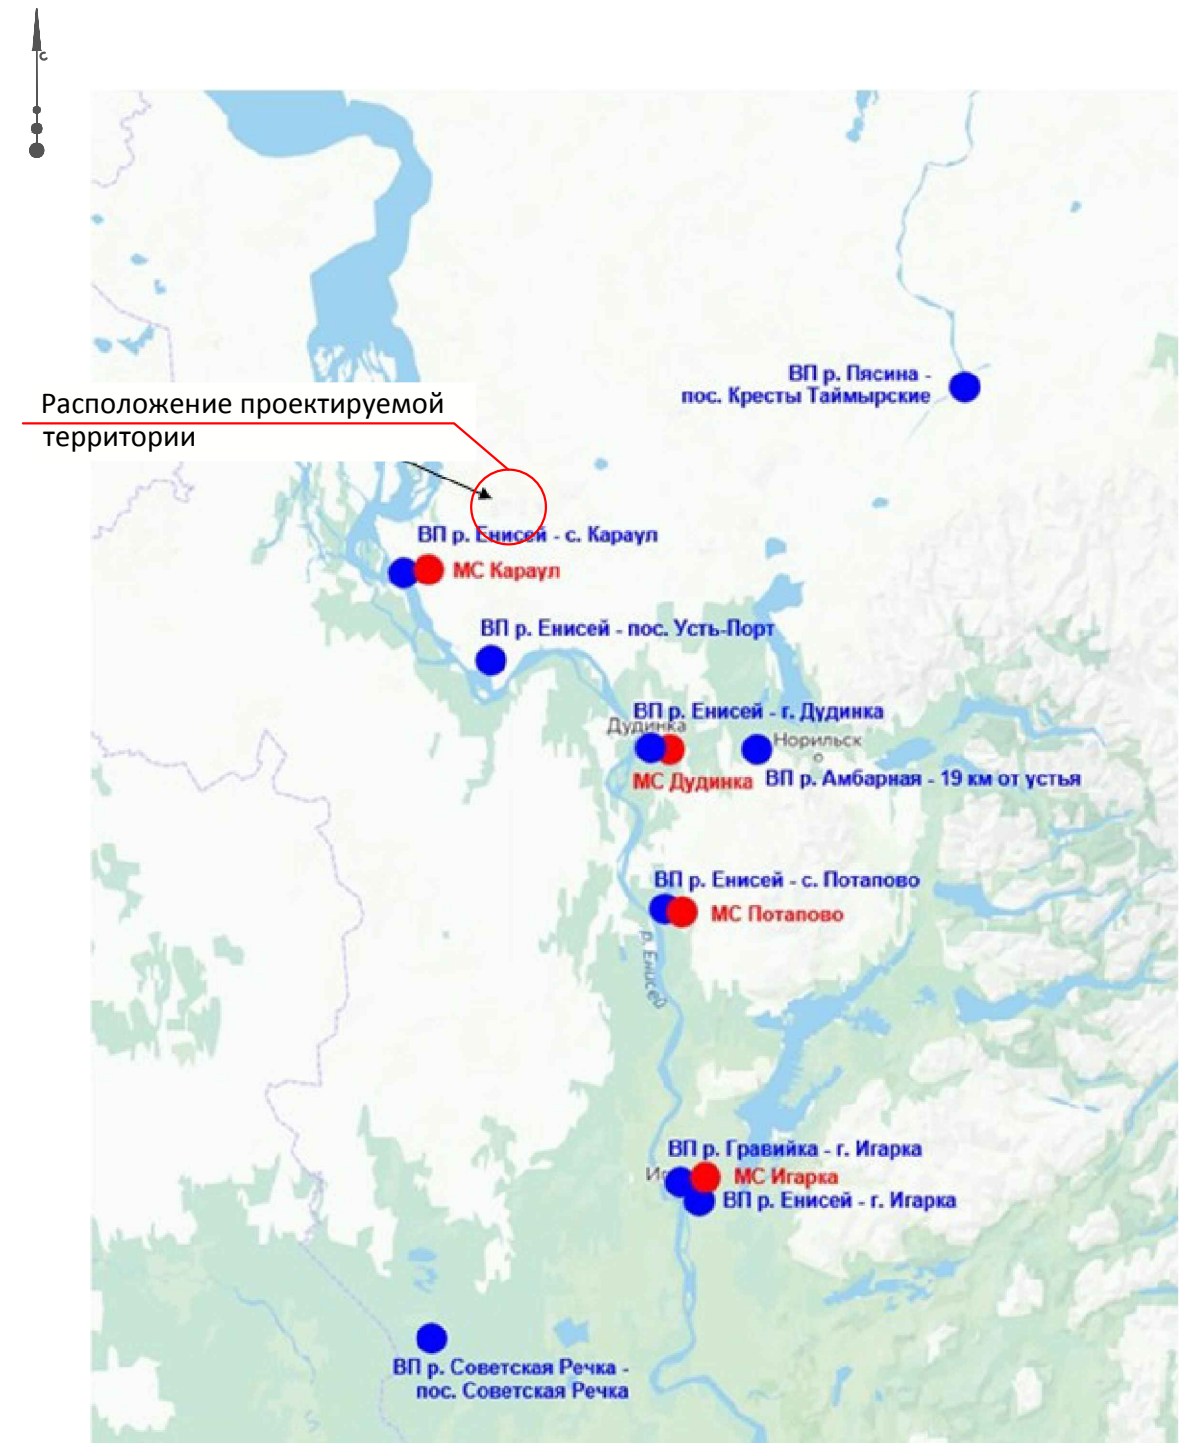 с
Расположение проектируемой
территории
ВП р. Пясина -
пос. Кресты Таймырские
ВП р. Енисей - с. Караул
МС Караул
ВП р. Енисей - пос. Усть-Порт
ВП р. Енисей - г. Дудинка
Дудинка
Норильск
МС Дудинка
ВП р. Амбарная - 19 км от устья
ВП р. Енисей - с. Потапово
МС Потапово
р. Енисей
ВП р. Гравийка - г. Игарка
МС Игарка
ВП р. Енисей - г. Игарка
ВП р. Советская Речка -
пос. Советская Речка